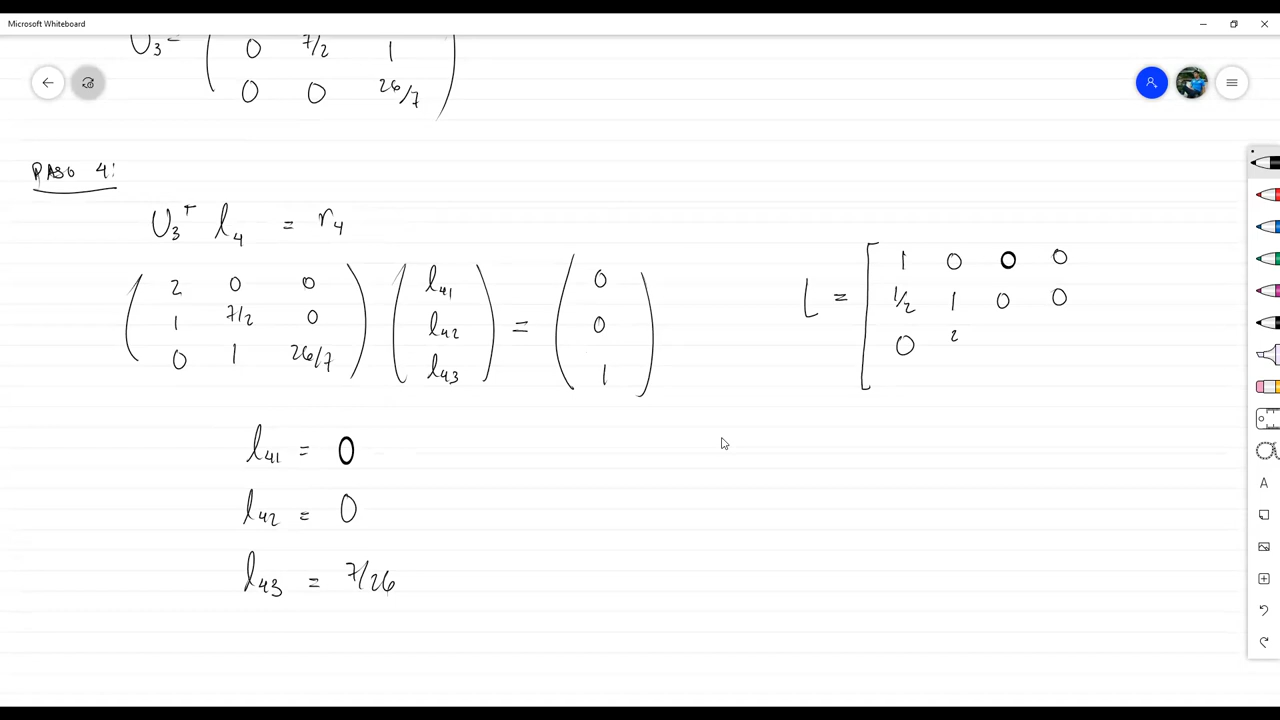 Microsoft Whiteboard
U₃ = ( 0 7/2 1
0 0 26/7 )
PASO 4:
U₃ᵀ l₄ = r₄
( 2 0 0
1 7/2 0
0 1 26/7 ) ( l₄₁
l₄₂
l₄₃ ) = ( 0
0
1 )
L = [ 1 0 0 0
1/2 1 0 0
0 2
l₄₁ = 0
l₄₂ = 0
l₄₃ = 7/26
A